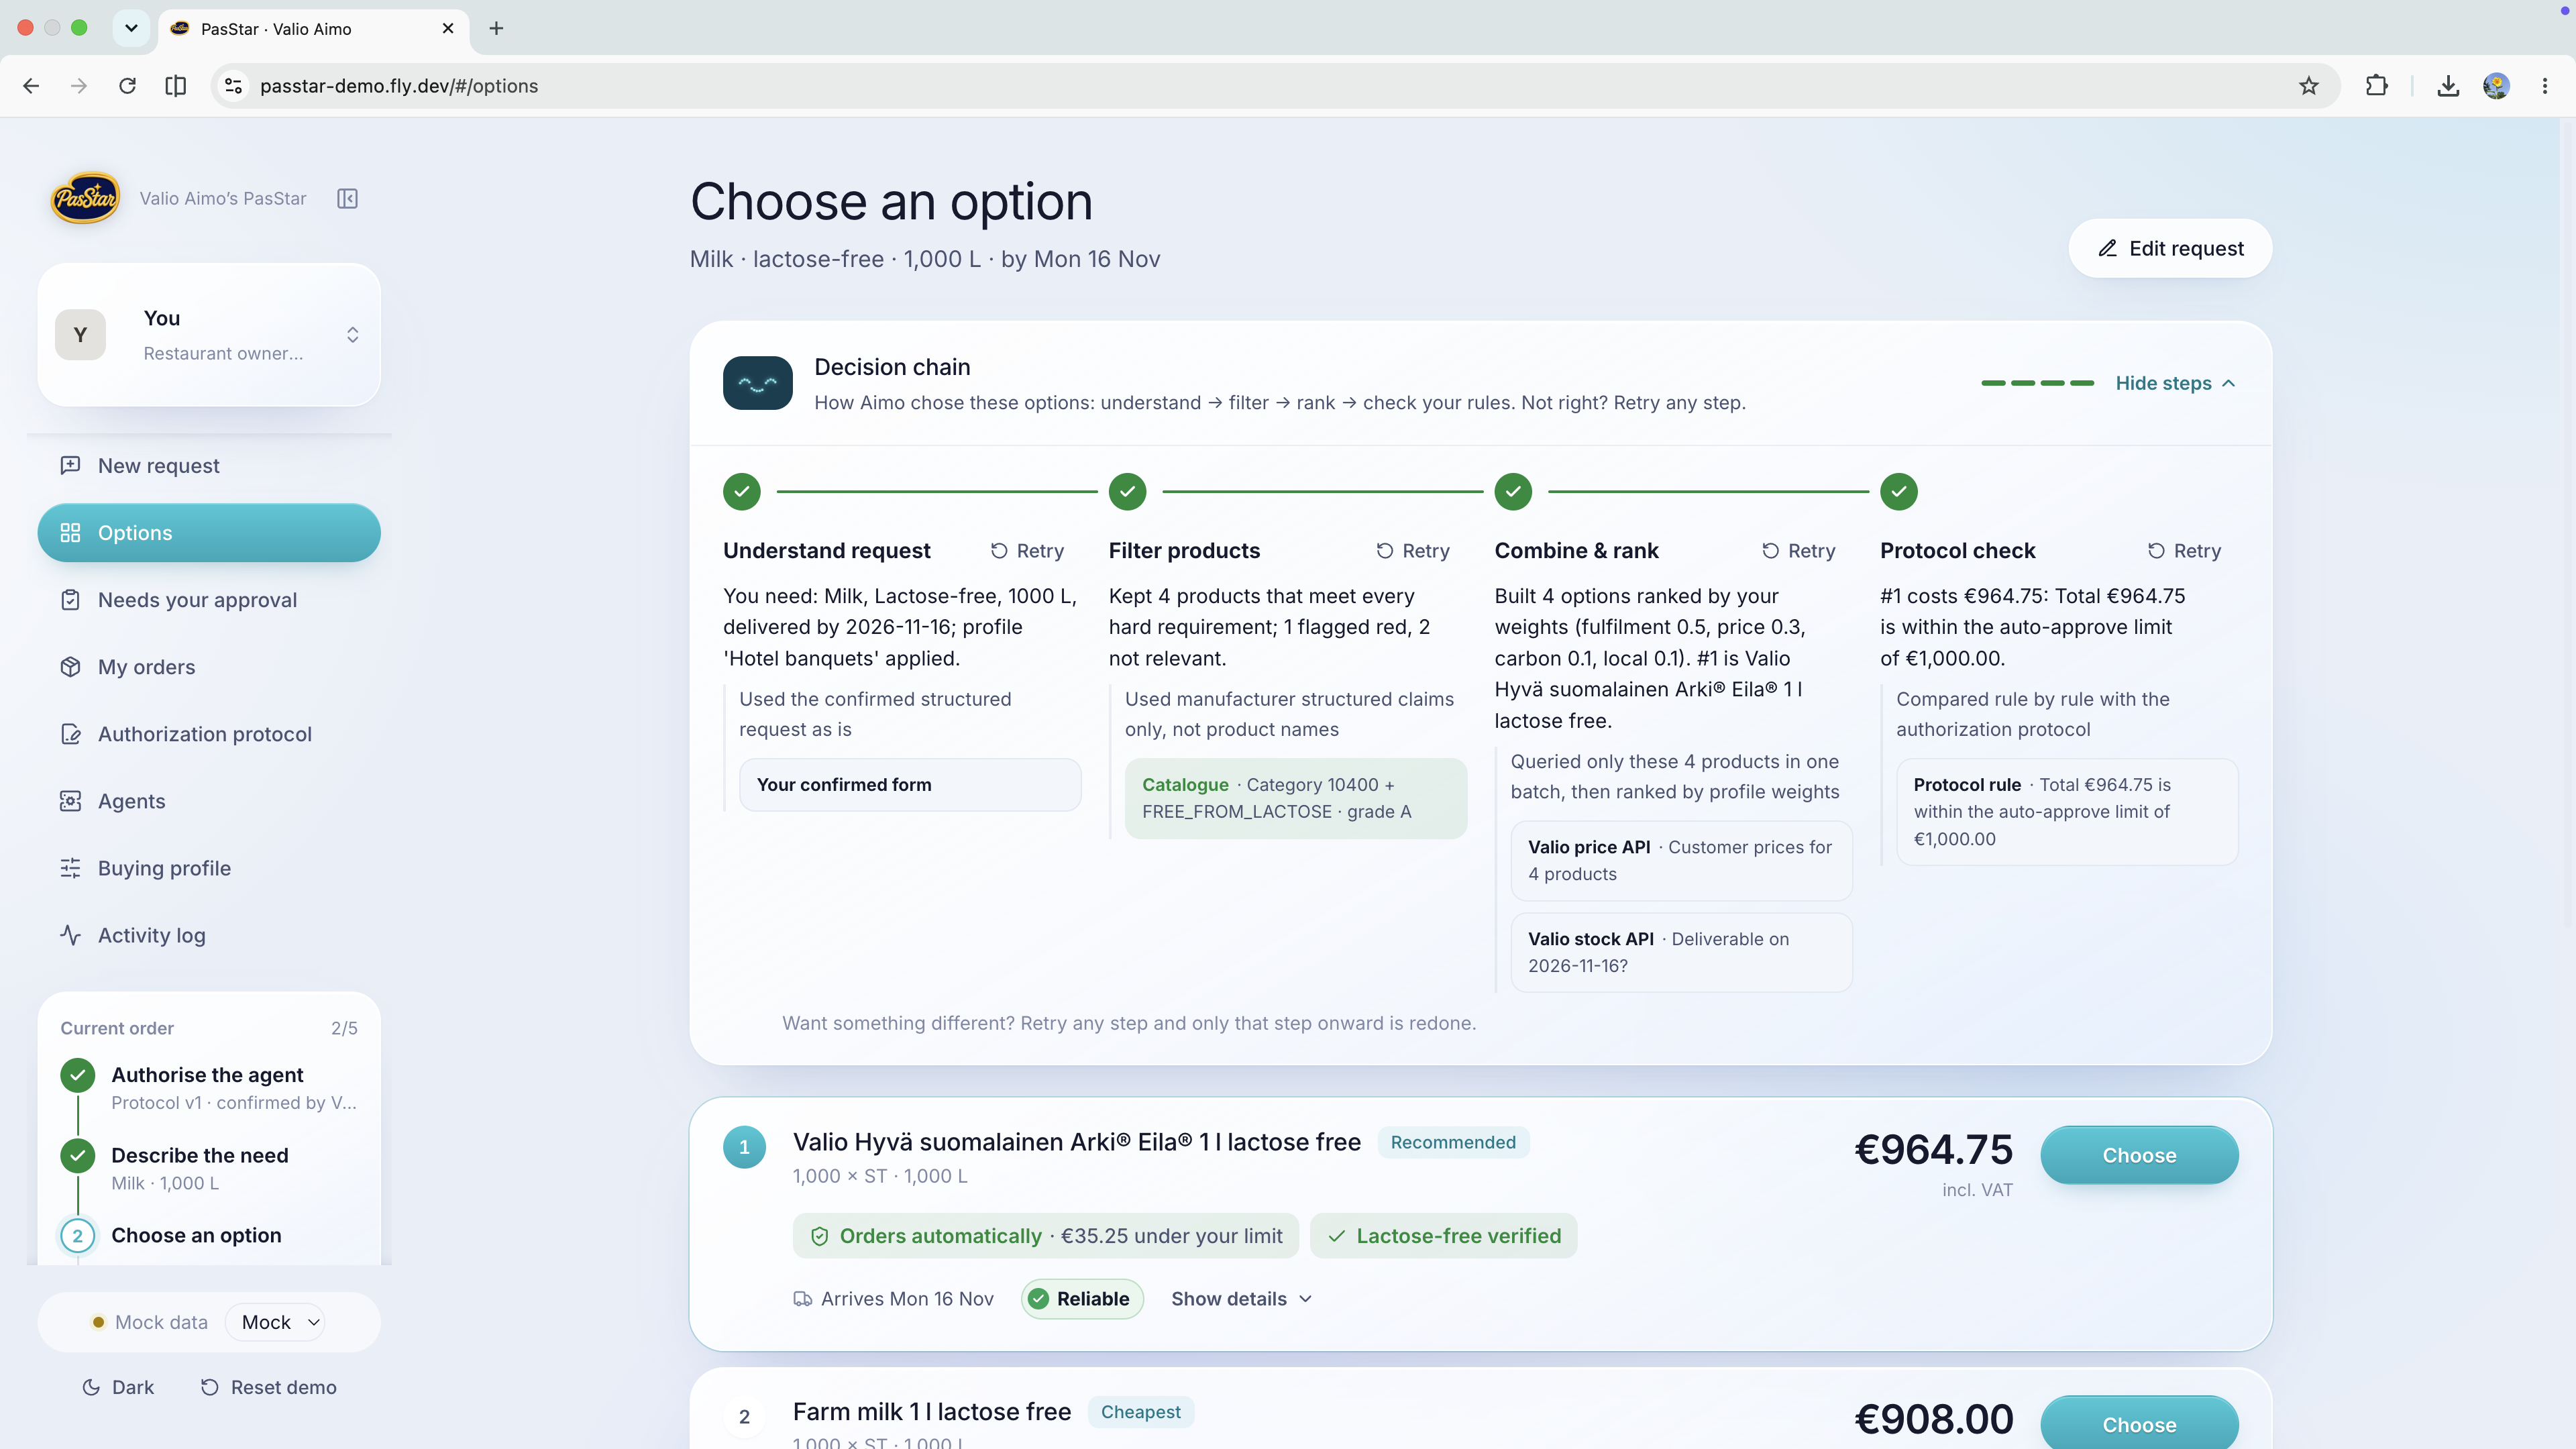 PasStar · Valio Aimo
passtar-demo.fly.dev/#/options
PasStar
Valio Aimo's PasStar
Y
You
Restaurant owner...
New request
Options
Needs your approval
My orders
Authorization protocol
Agents
Buying profile
Activity log
Current order
2/5
Authorise the agent
Protocol v1 · confirmed by V...
Describe the need
Milk · 1,000 L
2
Choose an option
Mock data
Mock
Dark
Reset demo
Choose an option
Milk · lactose-free · 1,000 L · by Mon 16 Nov
Edit request
Decision chain
How Aimo chose these options: understand → filter → rank → check your rules. Not right? Retry any step.
Hide steps
Understand request
Retry
You need: Milk, Lactose-free, 1000 L,
delivered by 2026-11-16; profile
'Hotel banquets' applied.
Used the confirmed structured
request as is
Your confirmed form
Filter products
Retry
Kept 4 products that meet every
hard requirement; 1 flagged red, 2
not relevant.
Used manufacturer structured claims
only, not product names
Catalogue · Category 10400 +
FREE_FROM_LACTOSE · grade A
Combine & rank
Retry
Built 4 options ranked by your
weights (fulfilment 0.5, price 0.3,
carbon 0.1, local 0.1). #1 is Valio
Hyvä suomalainen Arki® Eila® 1 l
lactose free.
Queried only these 4 products in one
batch, then ranked by profile weights
Valio price API · Customer prices for
4 products
Valio stock API · Deliverable on
2026-11-16?
Protocol check
Retry
#1 costs €964.75: Total €964.75
is within the auto-approve limit
of €1,000.00.
Compared rule by rule with the
authorization protocol
Protocol rule · Total €964.75 is
within the auto-approve limit of
€1,000.00
Want something different? Retry any step and only that step onward is redone.
1
Valio Hyvä suomalainen Arki® Eila® 1 l lactose free
Recommended
1,000 × ST · 1,000 L
€964.75
incl. VAT
Choose
Orders automatically · €35.25 under your limit
Lactose-free verified
Arrives Mon 16 Nov
Reliable
Show details
2
Farm milk 1 l lactose free
Cheapest
1,000 × ST · 1,000 L
€908.00
Choose